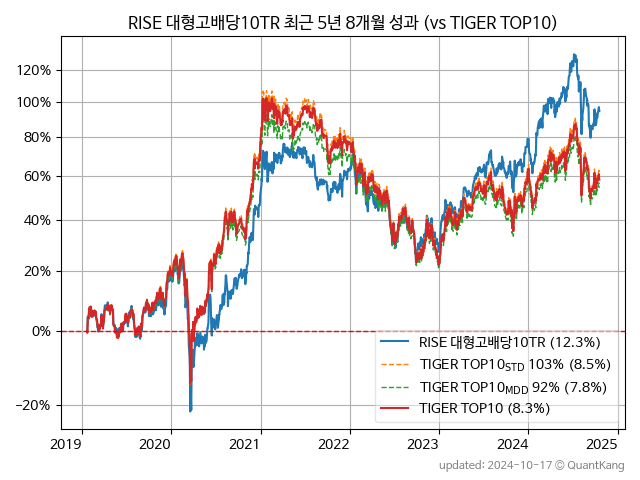 RISE 대형고배당10TR 최근 5년 8개월 성과 (vs TIGER TOP10)
120%
100%
80%
60%
40%
20%
0%
−20%
RISE 대형고배당10TR (12.3%)
TIGER TOP10STD 103% (8.5%)
TIGER TOP10MDD 92% (7.8%)
TIGER TOP10 (8.3%)
2019 2020 2021 2022 2023 2024 2025
updated: 2024-10-17 © QuantKang